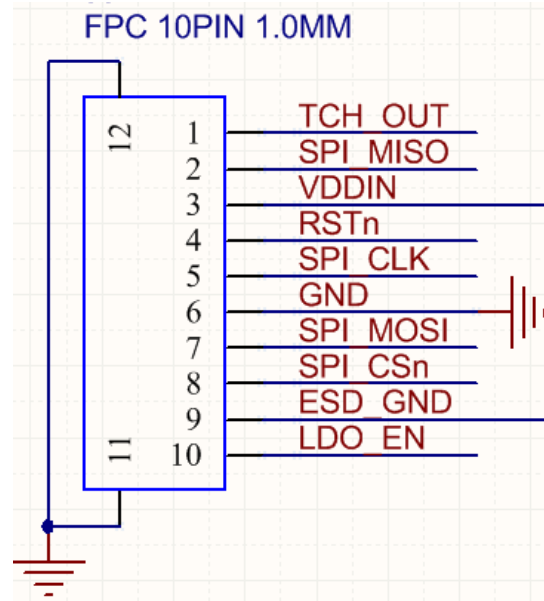 FPC 10PIN 1.0MM
12
1 TCH_OUT
2 SPI_MISO
3 VDDIN
4 RSTn
5 SPI_CLK
6 GND
7 SPI_MOSI
8 SPI_CSn
9 ESD_GND
11
10 LDO_EN